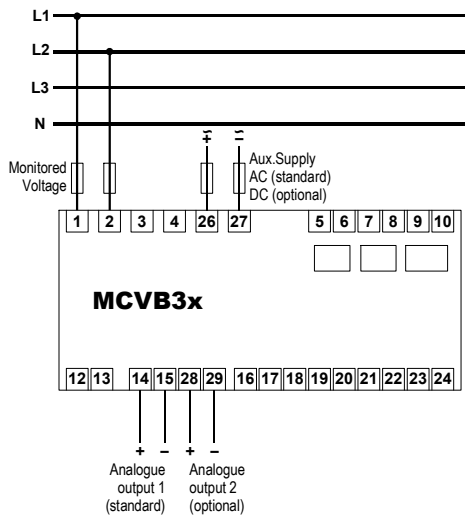 L1
L2
L3
N
+ −
Monitored
Voltage
Aux.Supply
AC (standard)
DC (optional)
1 2 3 4 26 27 5 6 7 8 9 10
MCVB3x
12 13 14 15 28 29 16 17 18 19 20 21 22 23 24
+ − + −
Analogue
output 1
(standard)
Analogue
output 2
(optional)